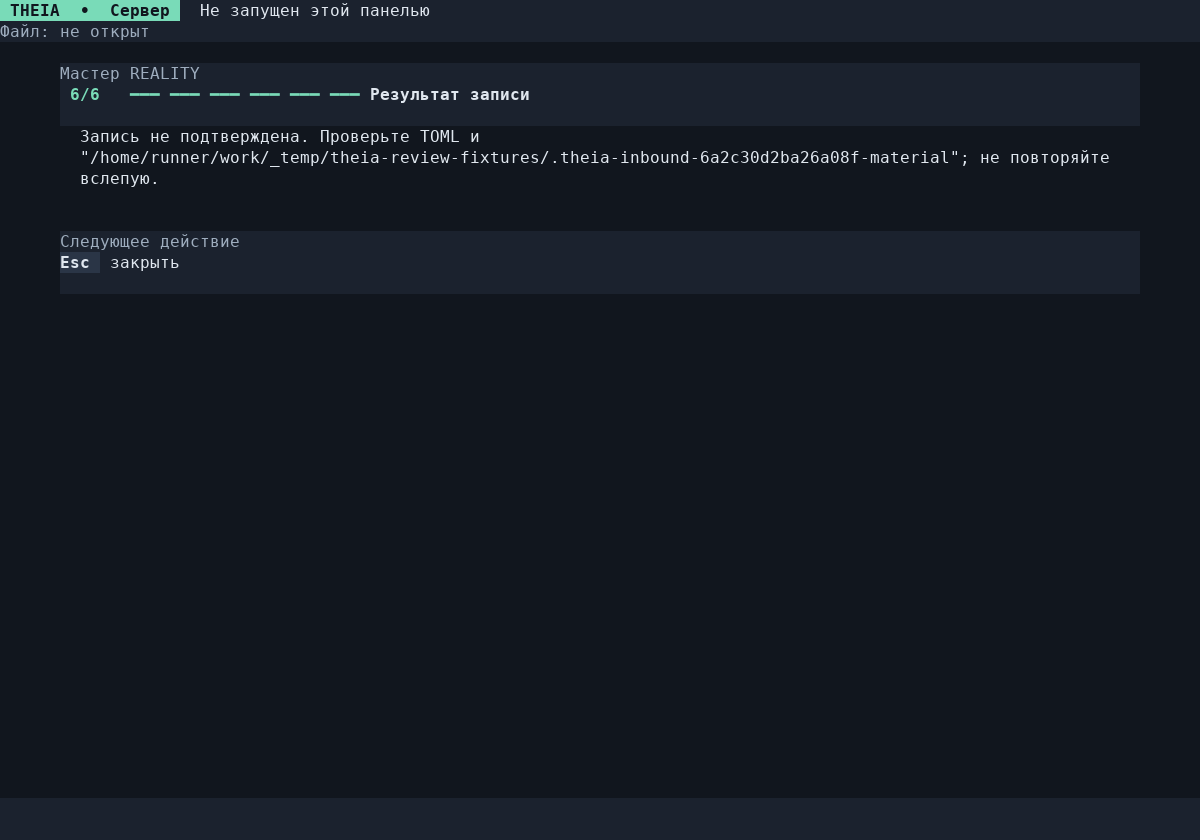 THEIA • Сервер Не запущен этой панелью
Файл: не открыт
Мастер REALITY
6/6 ━━━ ━━━ ━━━ ━━━ ━━━ ━━━ Результат записи
Запись не подтверждена. Проверьте TOML и
"/home/runner/work/_temp/theia-review-fixtures/.theia-inbound-6a2c30d2ba26a08f-material"; не повторяйте
вслепую.
Следующее действие
Esc закрыть